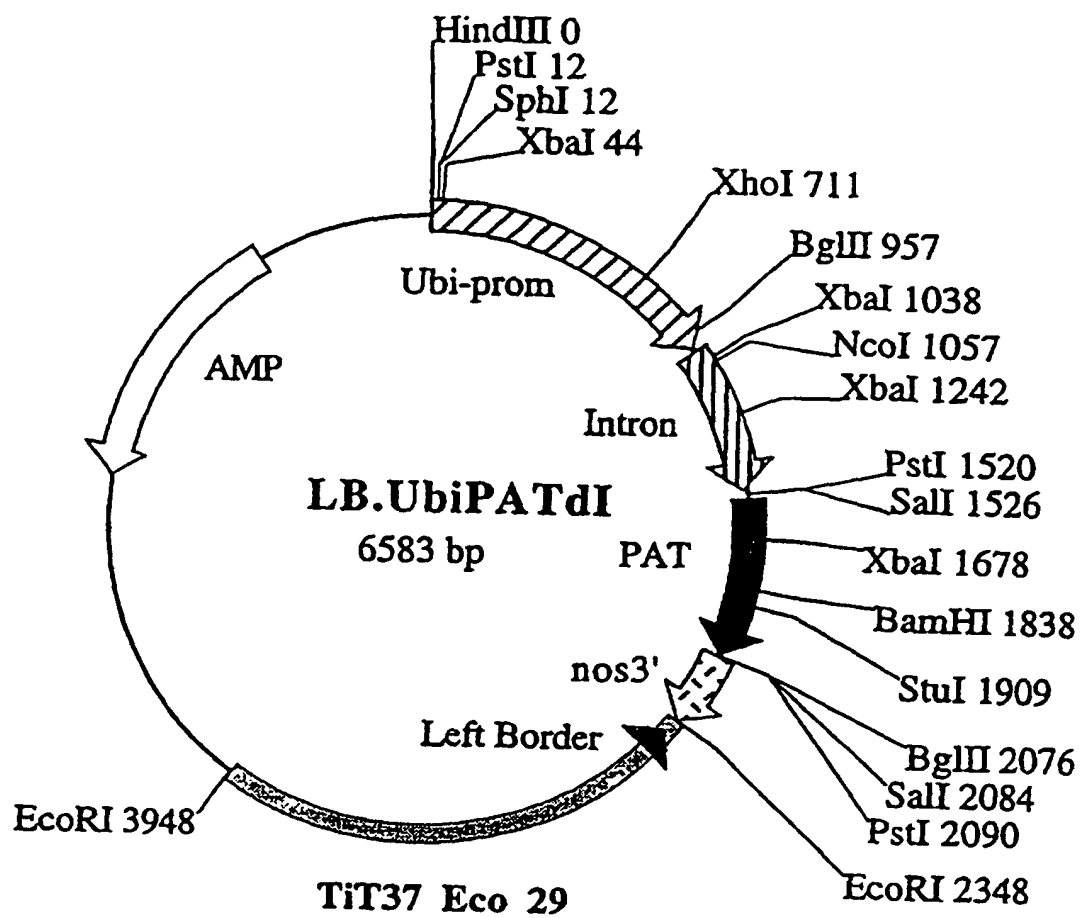 HindIII 0
PstI 12
SphI 12
XbaI 44
XhoI 711
BglII 957
Ubi-prom
XbaI 1038
NcoI 1057
AMP
XbaI 1242
Intron
PstI 1520
LB.UbiPATdI
SalI 1526
6583 bp
PAT
XbaI 1678
BamHI 1838
nos3'
StuI 1909
Left Border
BglII 2076
SalI 2084
EcoRI 3948
PstI 2090
EcoRI 2348
TiT37 Eco 29